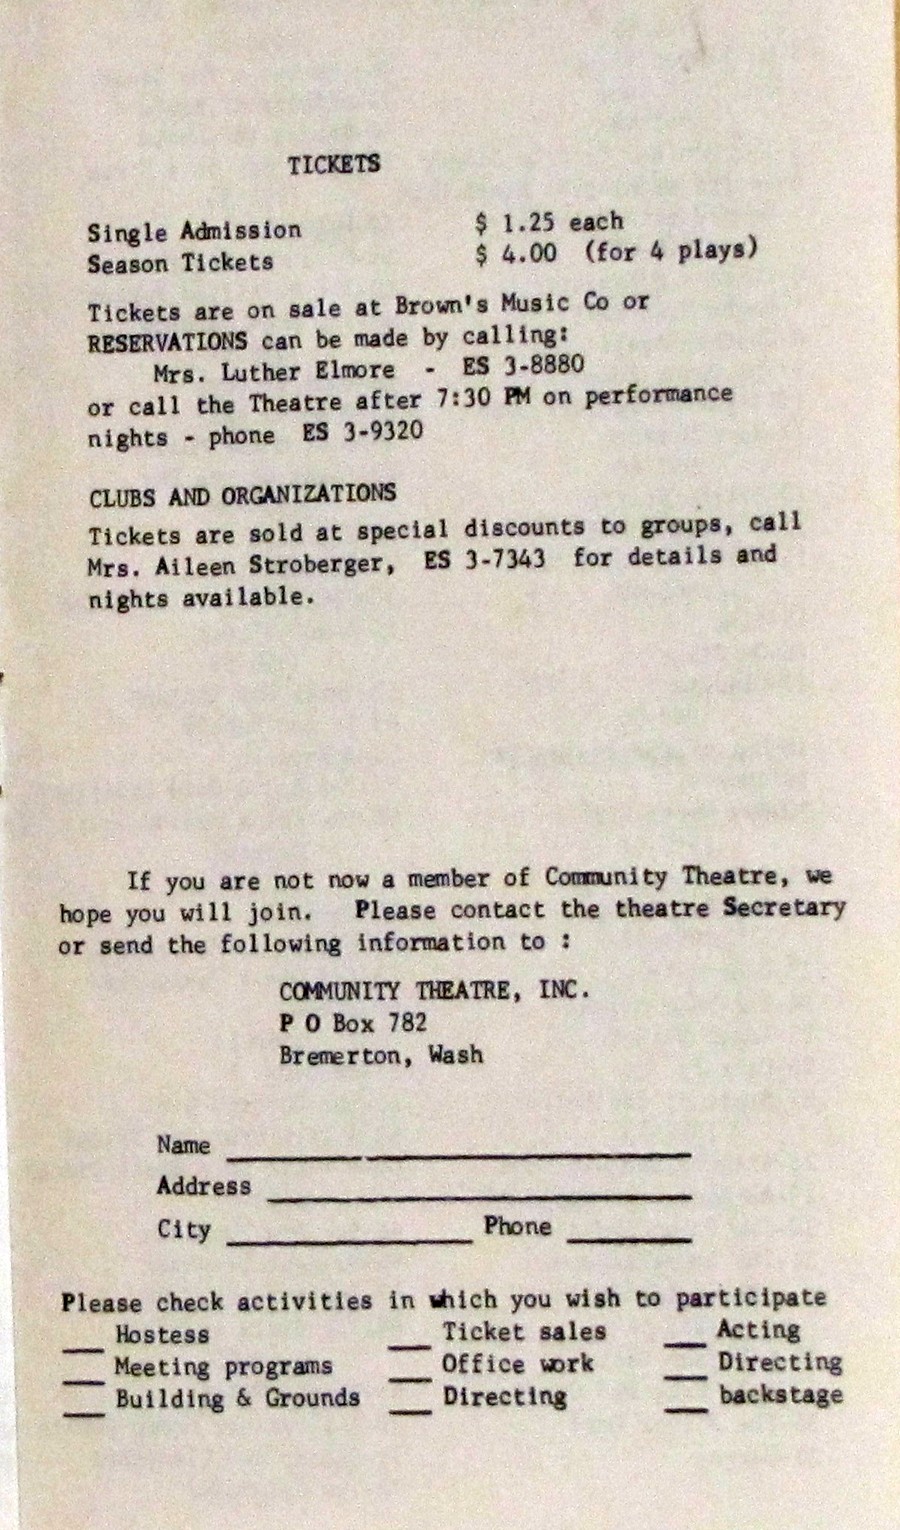 TICKETS
Single Admission $ 1.25 each
Season Tickets $ 4.00 (for 4 plays)
Tickets are on sale at Brown's Music Co or
RESERVATIONS can be made by calling:
Mrs. Luther Elmore - ES 3-8880
or call the Theatre after 7:30 PM on performance
nights - phone ES 3-9320
CLUBS AND ORGANIZATIONS
Tickets are sold at special discounts to groups, call
Mrs. Aileen Stroberger, ES 3-7343 for details and
nights available.
If you are not now a member of Community Theatre, we
hope you will join. Please contact the theatre Secretary
or send the following information to :
COMMUNITY THEATRE, INC.
P O Box 782
Bremerton, Wash
Name
Address
City Phone
Please check activities in which you wish to participate
Hostess Ticket sales Acting
Meeting programs Office work Directing
Building & Grounds Directing backstage